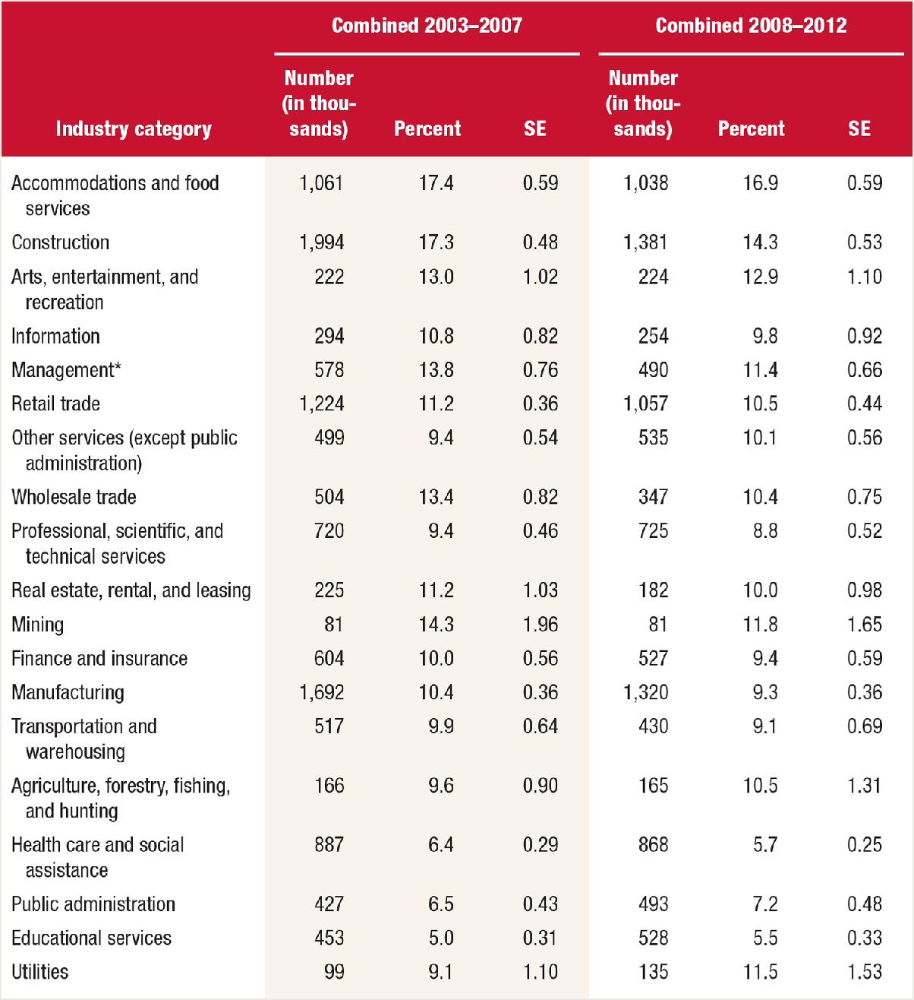 Combined 2003–2007 Combined 2008–2012
Number Number
(in thou- (in thou-
Industry category sands) Percent SE sands) Percent SE
Accommodations and food 1,061 17.4 0.59 1,038 16.9 0.59
services
Construction 1,994 17.3 0.48 1,381 14.3 0.53
Arts, entertainment, and 222 13.0 1.02 224 12.9 1.10
recreation
Information 294 10.8 0.82 254 9.8 0.92
Management* 578 13.8 0.76 490 11.4 0.66
Retail trade 1,224 11.2 0.36 1,057 10.5 0.44
Other services (except public 499 9.4 0.54 535 10.1 0.56
administration)
Wholesale trade 504 13.4 0.82 347 10.4 0.75
Professional, scientific, and 720 9.4 0.46 725 8.8 0.52
technical services
Real estate, rental, and leasing 225 11.2 1.03 182 10.0 0.98
Mining 81 14.3 1.96 81 11.8 1.65
Finance and insurance 604 10.0 0.56 527 9.4 0.59
Manufacturing 1,692 10.4 0.36 1,320 9.3 0.36
Transportation and 517 9.9 0.64 430 9.1 0.69
warehousing
Agriculture, forestry, fishing, 166 9.6 0.90 165 10.5 1.31
and hunting
Health care and social 887 6.4 0.29 868 5.7 0.25
assistance
Public administration 427 6.5 0.43 493 7.2 0.48
Educational services 453 5.0 0.31 528 5.5 0.33
Utilities 99 9.1 1.10 135 11.5 1.53